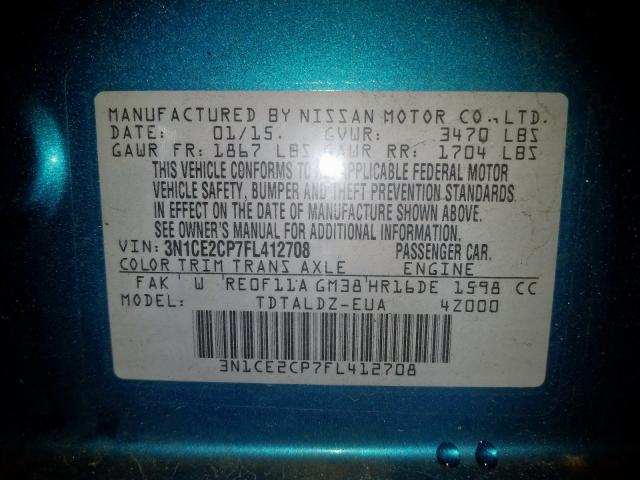 MANUFACTURED BY NISSAN MOTOR CO., LTD.
DATE: 01/15. GVWR: 3470 LBS
GAWR FR: 1867 LBS GAWR RR: 1704 LBS
THIS VEHICLE CONFORMS TO ALL APPLICABLE FEDERAL MOTOR
VEHICLE SAFETY, BUMPER AND THEFT PREVENTION STANDARDS
IN EFFECT ON THE DATE OF MANUFACTURE SHOWN ABOVE.
SEE OWNER'S MANUAL FOR ADDITIONAL INFORMATION.
VIN: 3N1CE2CP7FL412708 PASSENGER CAR.
COLOR TRIM TRANS AXLE ENGINE
FAK W RE0F11A GM38 HR16DE 1598 CC
MODEL: TDTALDZ-EUA 4Z000
3N1CE2CP7FL412708